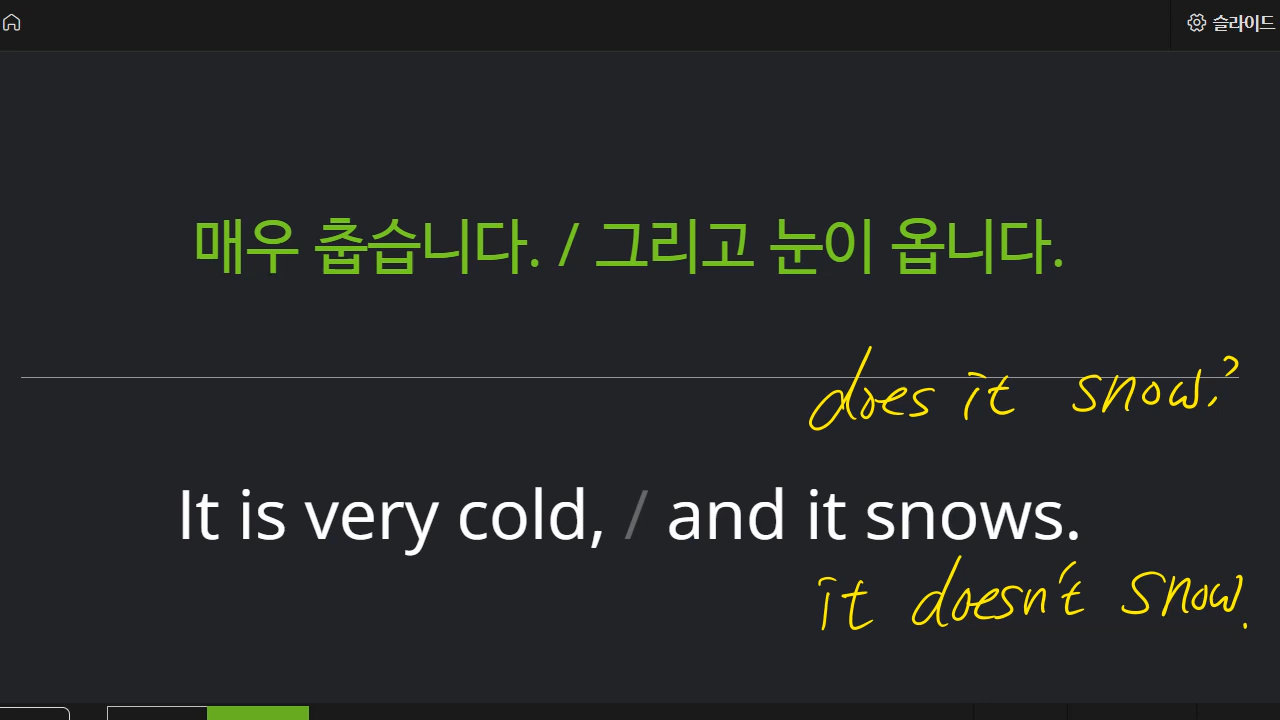 슬라이드
매우 춥습니다. / 그리고 눈이 옵니다.
does it snow?
It is very cold, / and it snows.
it doesn't snow.